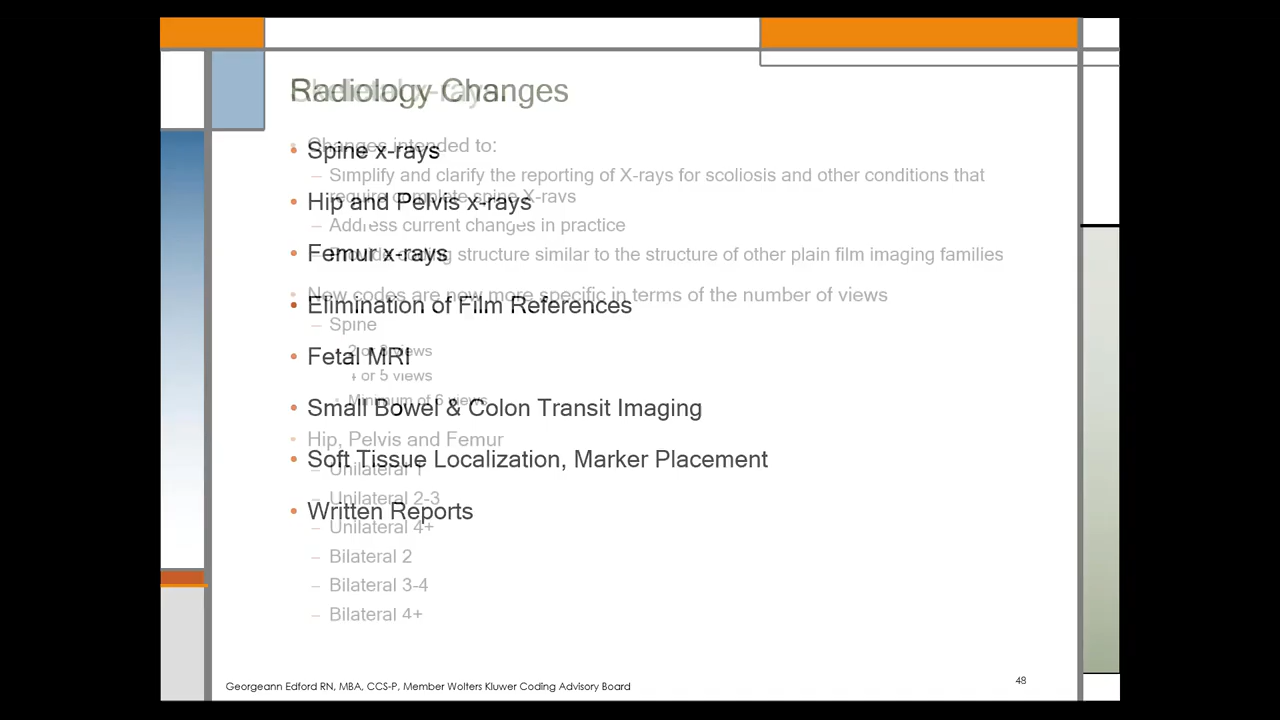 Radiology Changes
Skeletal x-rays
• Spine x-rays
• Hip and Pelvis x-rays
• Femur x-rays
• Elimination of Film References
• Fetal MRI
• Small Bowel & Colon Transit Imaging
• Soft Tissue Localization, Marker Placement
• Written Reports
• Changes intended to:
– Simplify and clarify the reporting of X-rays for scoliosis and other conditions that
require complete spine X-rays
– Address current changes in practice
– Provide coding structure similar to the structure of other plain film imaging families
• New codes are now more specific in terms of the number of views
– Spine
2 or 3 views
4 or 5 views
• Minimum of 6 views
• Hip, Pelvis and Femur
– Unilateral 1
– Unilateral 2-3
– Unilateral 4+
– Bilateral 2
– Bilateral 3-4
– Bilateral 4+
Georgeann Edford RN, MBA, CCS-P, Member Wolters Kluwer Coding Advisory Board
48